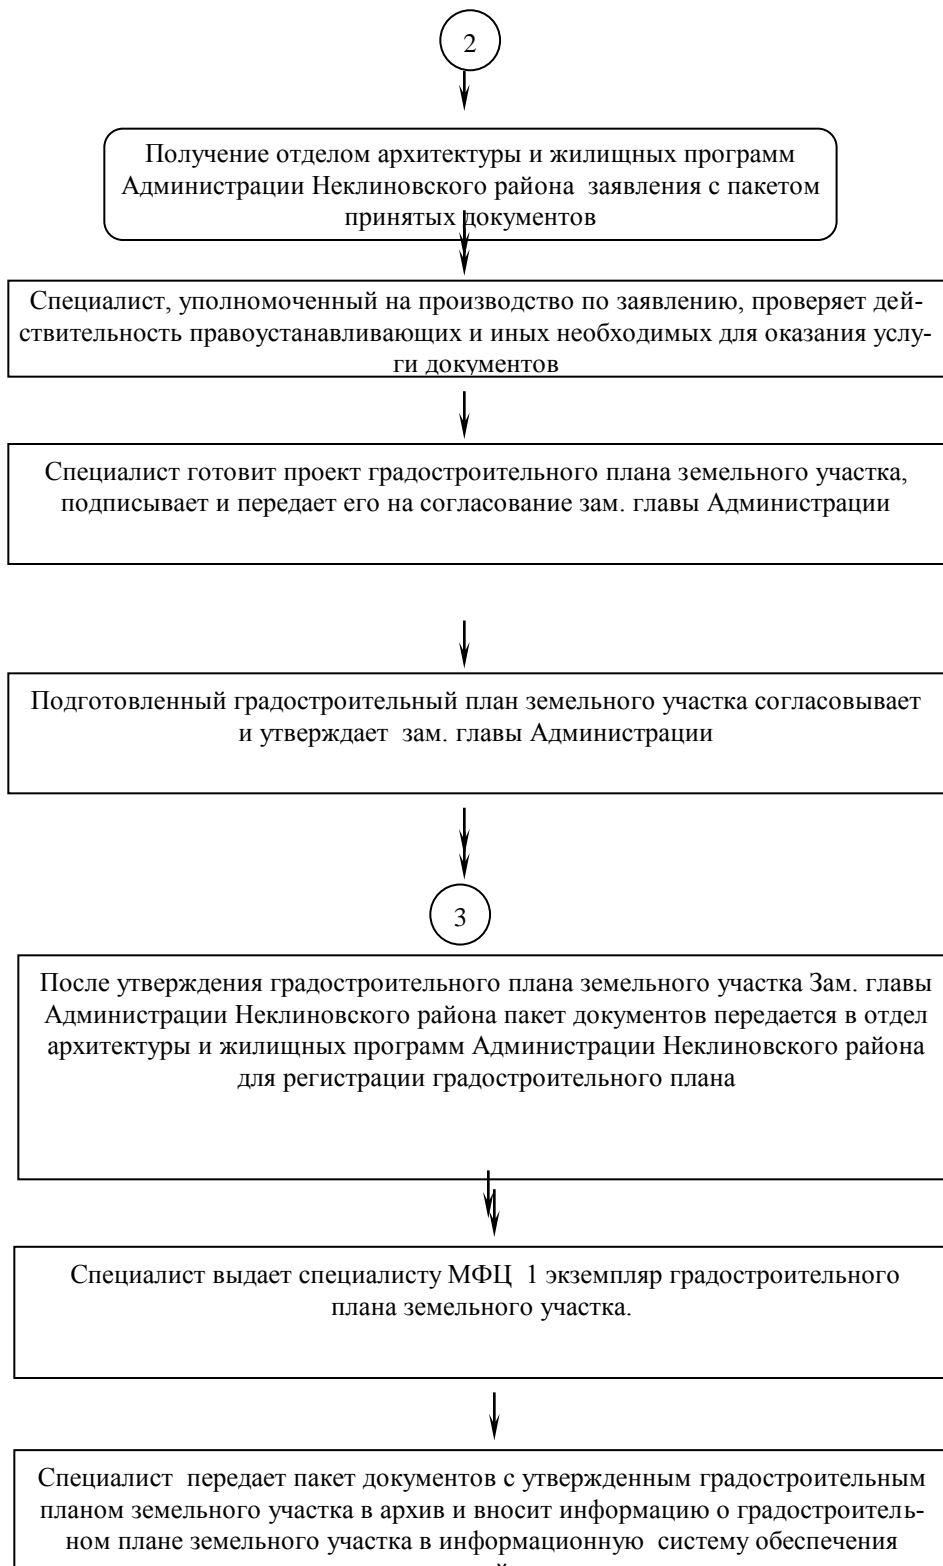 2
Получение отделом архитектуры и жилищных программ
Администрации Неклиновского района заявления с пакетом
принятых документов
Специалист, уполномоченный на производство по заявлению, проверяет дей-
ствительность правоустанавливающих и иных необходимых для оказания услу-
ги документов
Специалист готовит проект градостроительного плана земельного участка,
подписывает и передает его на согласование зам. главы Администрации
Подготовленный градостроительный план земельного участка согласовывает
и утверждает зам. главы Администрации
3
После утверждения градостроительного плана земельного участка Зам. главы
Администрации Неклиновского района пакет документов передается в отдел
архитектуры и жилищных программ Администрации Неклиновского района
для регистрации градостроительного плана
Специалист выдает специалисту МФЦ 1 экземпляр градостроительного
плана земельного участка.
Специалист передает пакет документов с утвержденным градостроительным
планом земельного участка в архив и вносит информацию о градостроитель-
ном плане земельного участка в информационную систему обеспечения